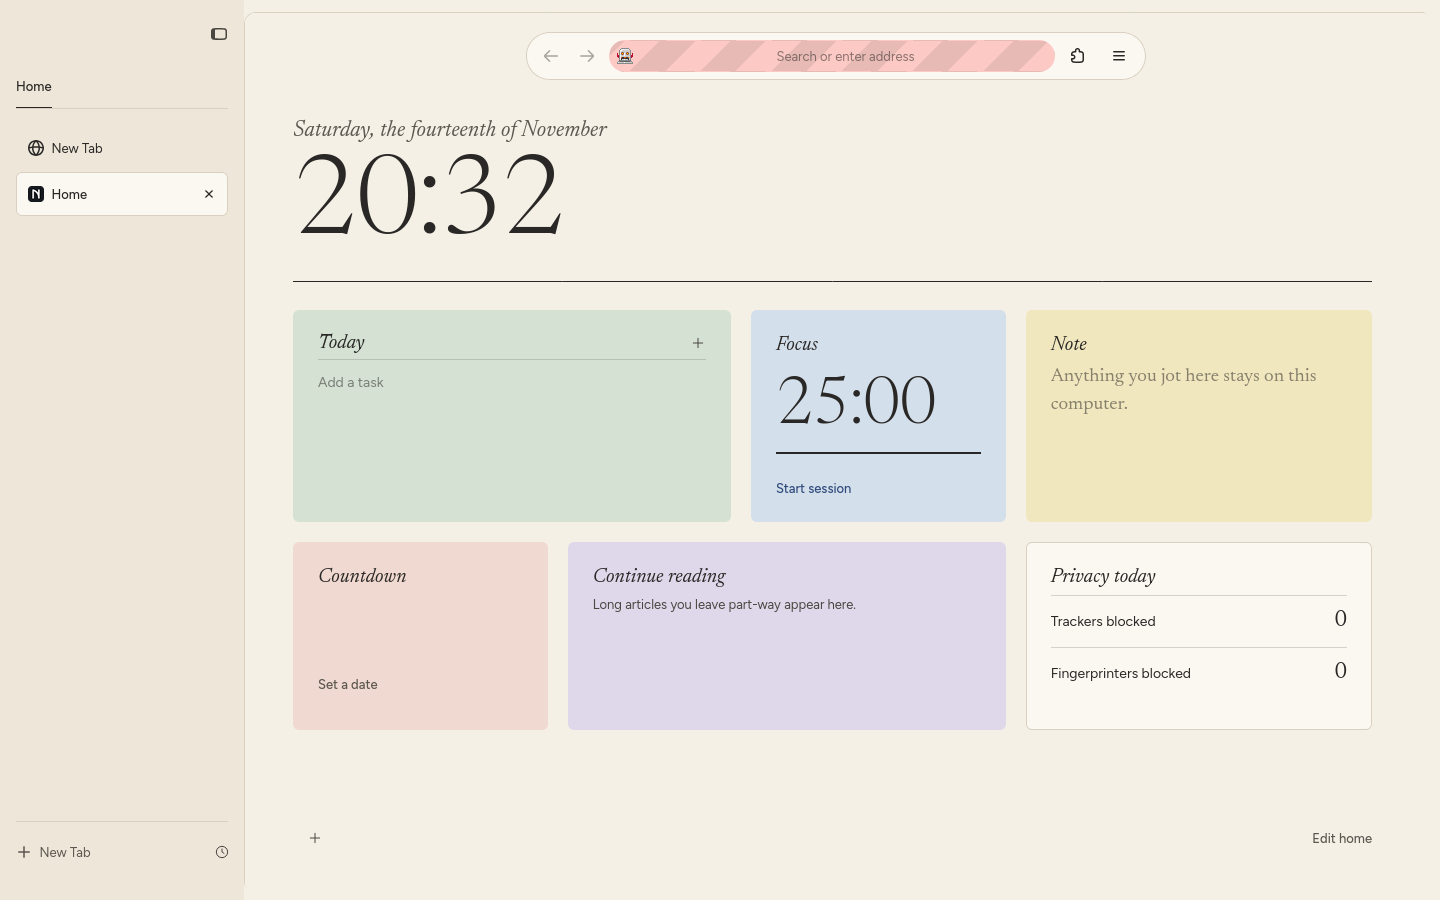 Home
New Tab
Home
New Tab
Search or enter address
Saturday, the fourteenth of November
20:32
Today
Add a task
Focus
25:00
Start session
Note
Anything you jot here stays on this
computer.
Countdown
Set a date
Continue reading
Long articles you leave part-way appear here.
Privacy today
Trackers blocked 0
Fingerprinters blocked 0
Edit home